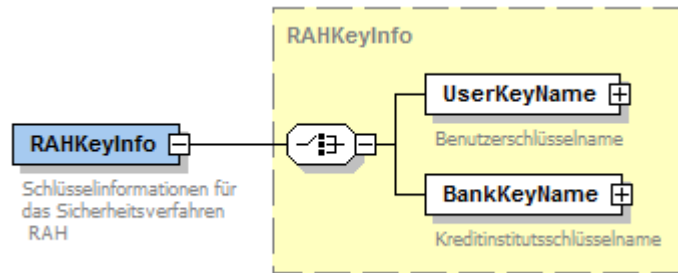 RAHKeyInfo
UserKeyName
Benutzerschlüsselname
RAHKeyInfo
Schlüsselinformationen für
das Sicherheitsverfahren
RAH
BankKeyName
Kreditinstitutsschlüsselname